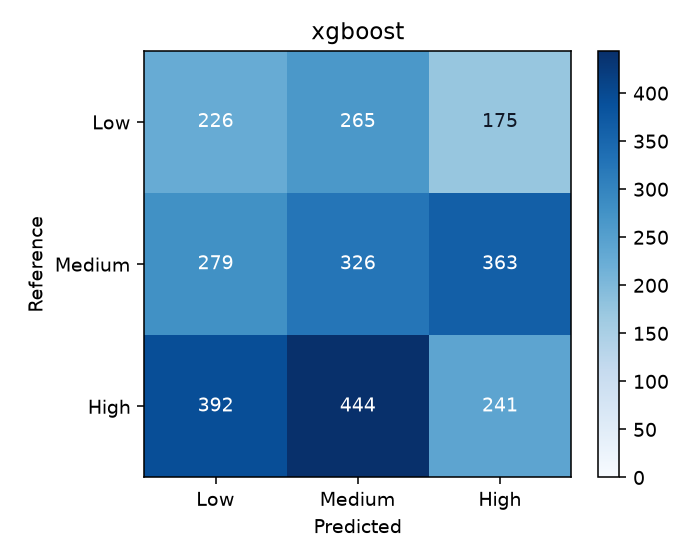 xgboost
Reference
Low 226 265 175
Medium 279 326 363
High 392 444 241
Low Medium High
Predicted
400
350
300
250
200
150
100
50
0